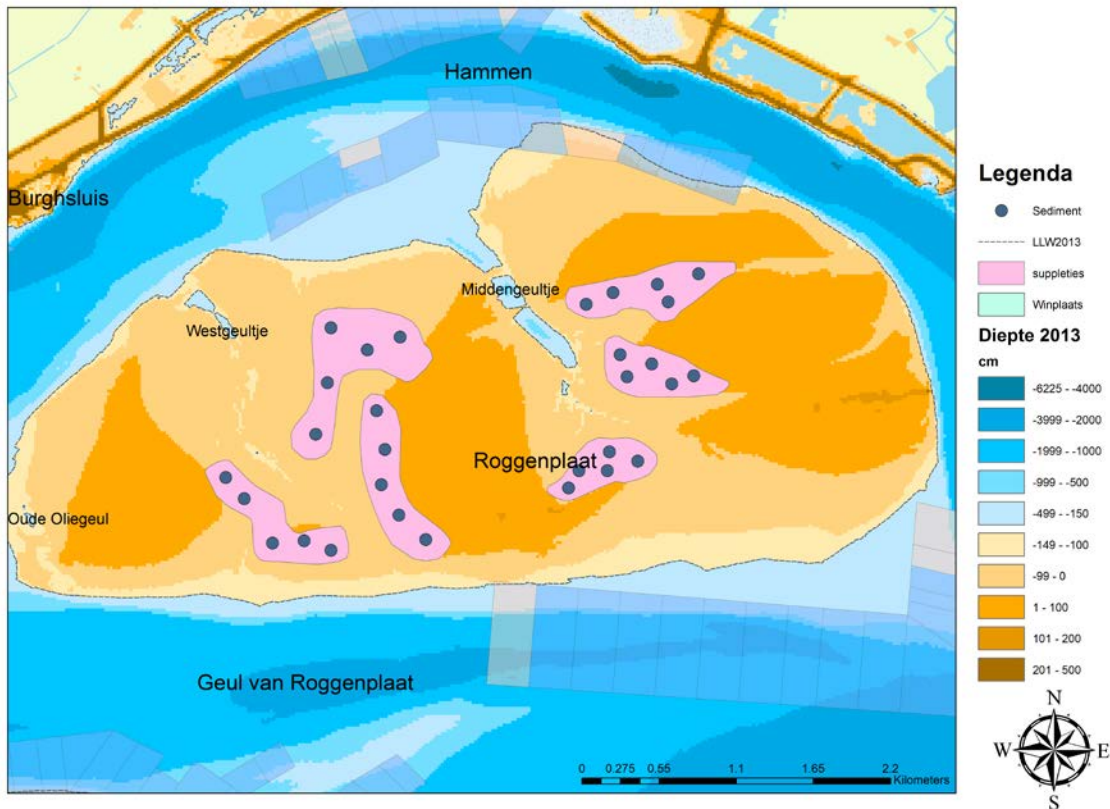 Hammen
Burghsluis
Middengeultje
Westgeultje
Roggenplaat
Oude Oliegeul
Geul van Roggenplaat
0 0.275 0.55 1.1 1.65 2.2
Kilometers
Legenda
Sediment
LLW2013
suppleties
Winplaats
Diepte 2013
cm
-6225 - -4000
-3999 - -2000
-1999 - -1000
-999 - -500
-499 - -150
-149 - -100
-99 - 0
1 - 100
101 - 200
201 - 500
N
W E
S